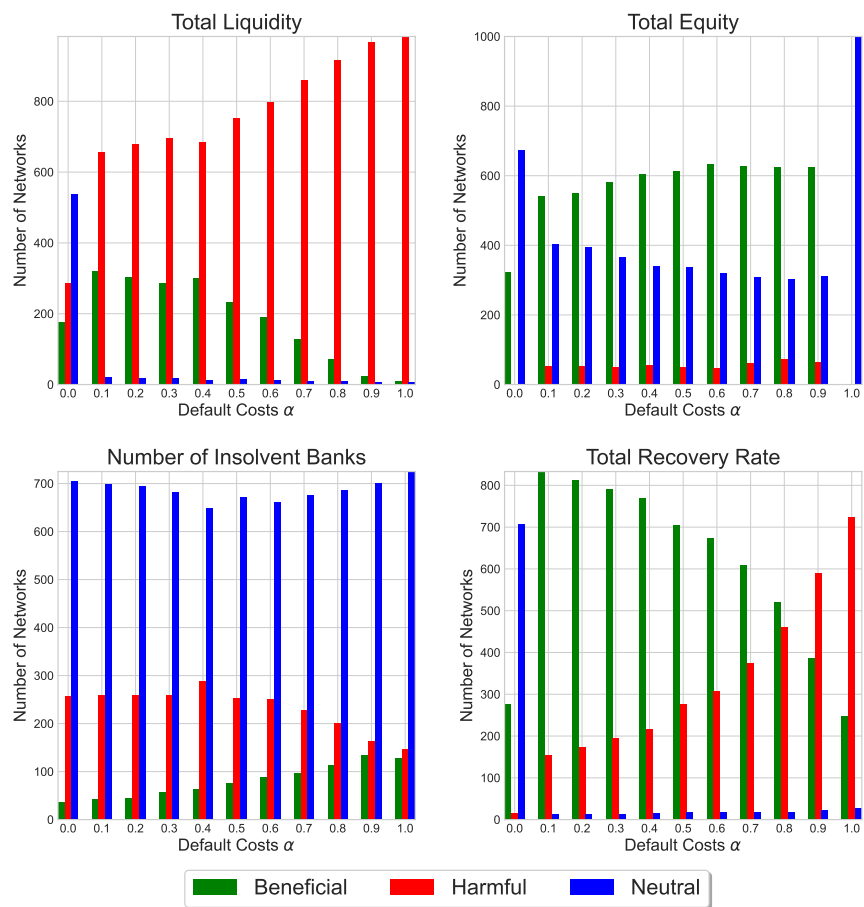 Total Liquidity
Number of Networks
800
600
400
200
0
0.0 0.1 0.2 0.3 0.4 0.5 0.6 0.7 0.8 0.9 1.0
Default Costs α
Total Equity
Number of Networks
1000
800
600
400
200
0
0.0 0.1 0.2 0.3 0.4 0.5 0.6 0.7 0.8 0.9 1.0
Default Costs α
Number of Insolvent Banks
Number of Networks
700
600
500
400
300
200
100
0
0.0 0.1 0.2 0.3 0.4 0.5 0.6 0.7 0.8 0.9 1.0
Default Costs α
Total Recovery Rate
Number of Networks
800
700
600
500
400
300
200
100
0
0.0 0.1 0.2 0.3 0.4 0.5 0.6 0.7 0.8 0.9 1.0
Default Costs α
Beneficial Harmful Neutral